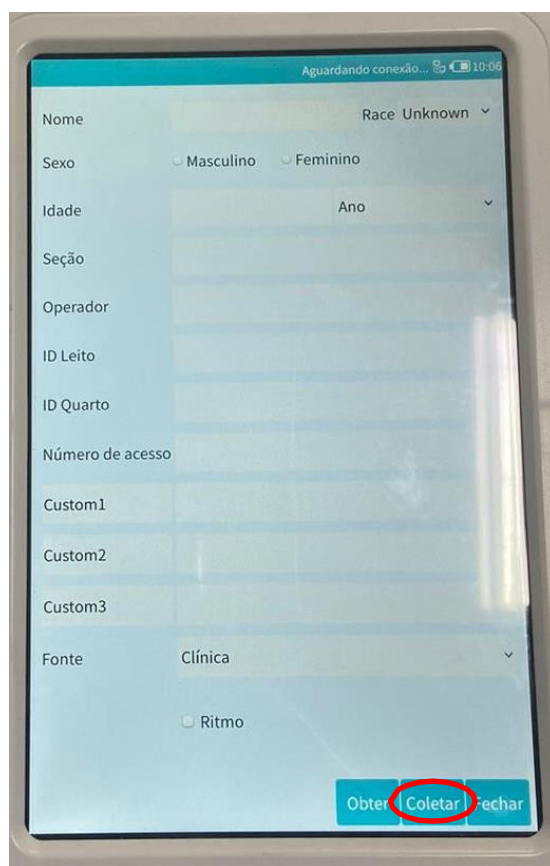 Aguardando conexão... 10:06
Nome Race Unknown
Sexo Masculino Feminino
Idade Ano
Seção
Operador
ID Leito
ID Quarto
Número de acesso
Custom1
Custom2
Custom3
Fonte Clínica
Ritmo
Obter Coletar Fechar